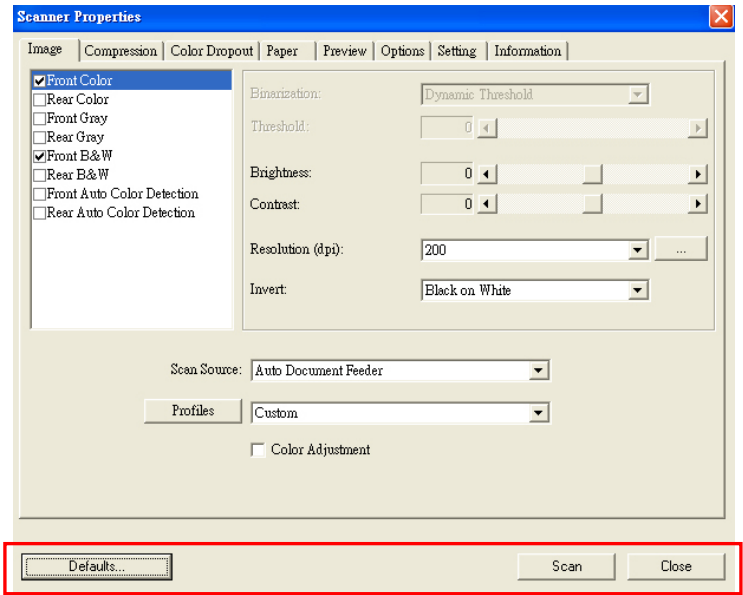 Scanner Properties
Image Compression Color Dropout Paper Preview Options Setting Information
Front Color
Rear Color
Front Gray
Rear Gray
Front B&W
Rear B&W
Front Auto Color Detection
Rear Auto Color Detection
Binarization: Dynamic Threshold
Threshold: 0
Brightness: 0
Contrast: 0
Resolution (dpi): 200 ...
Invert: Black on White
Scan Source: Auto Document Feeder
Profiles Custom
Color Adjustment
Defaults... Scan Close